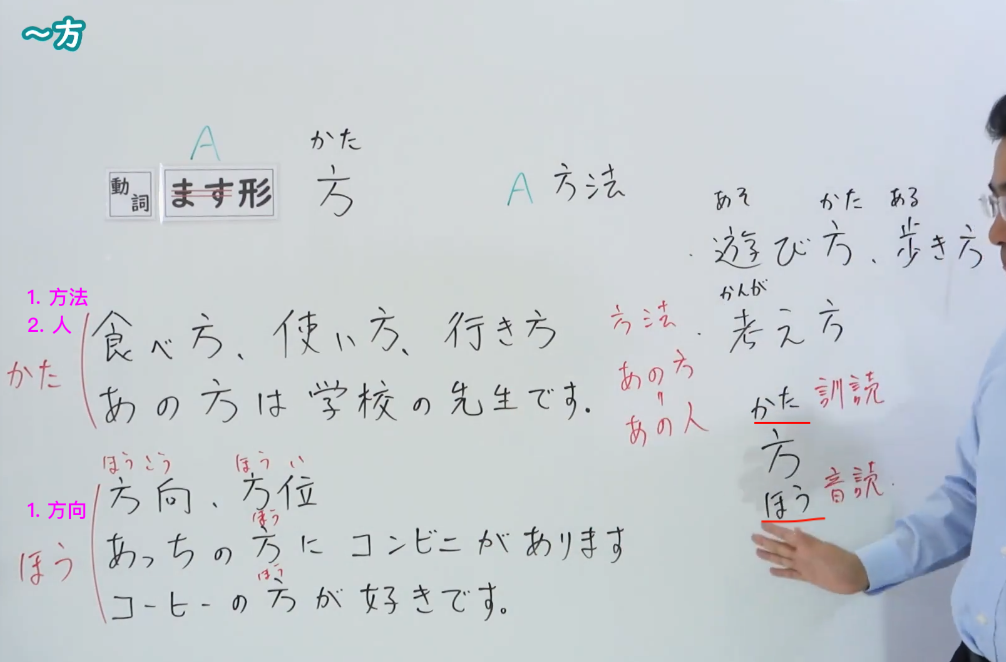 ～方
A
かた
動詞 ます形 方
A 方法
あそ かた ある
・遊び方、歩き方
かんが
・考え方
1. 方法
2. 人
かた
食べ方、使い方、行き方
あの方は学校の先生です.
方法
あの方
〃
あの人
かた 訓読
方
ほう 音読.
1. 方向
ほう
ほうこう ほうい
方向、方位
ほう
あっちの方にコンビニがあります
ほう
コーヒーの方が好きです。